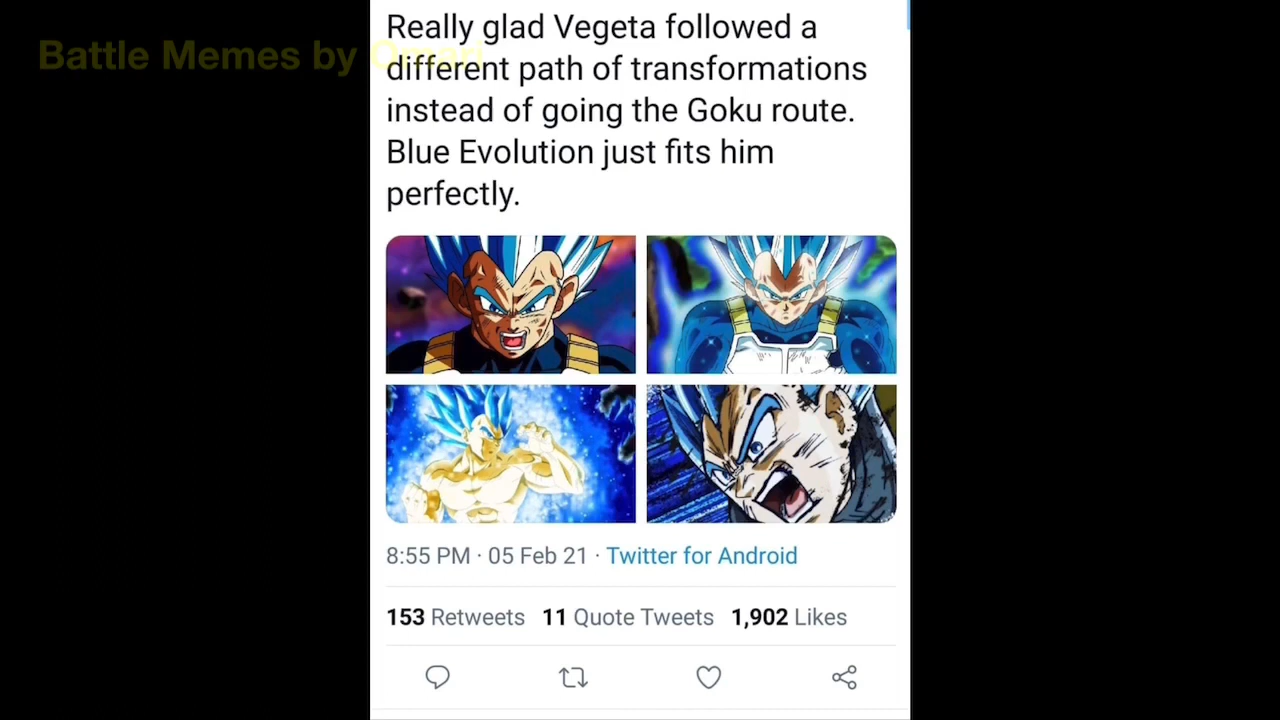 Battle Memes by Omari
Really glad Vegeta followed a
different path of transformations
instead of going the Goku route.
Blue Evolution just fits him
perfectly.
8:55 PM · 05 Feb 21 · Twitter for Android
153 Retweets 11 Quote Tweets 1,902 Likes